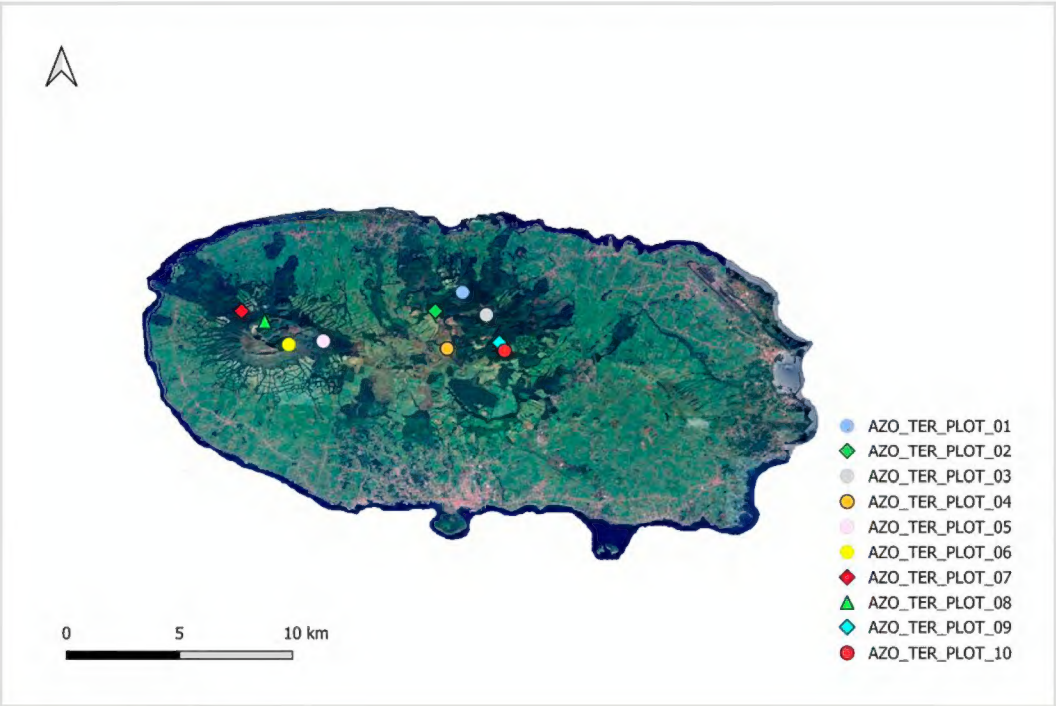 AZO_TER_PLOT_01
AZO_TER_PLOT_02
AZO_TER_PLOT_03
AZO_TER_PLOT_04
AZO_TER_PLOT_05
AZO_TER_PLOT_06
AZO_TER_PLOT_07
AZO_TER_PLOT_08
AZO_TER_PLOT_09
AZO_TER_PLOT_10
0 5 10 km